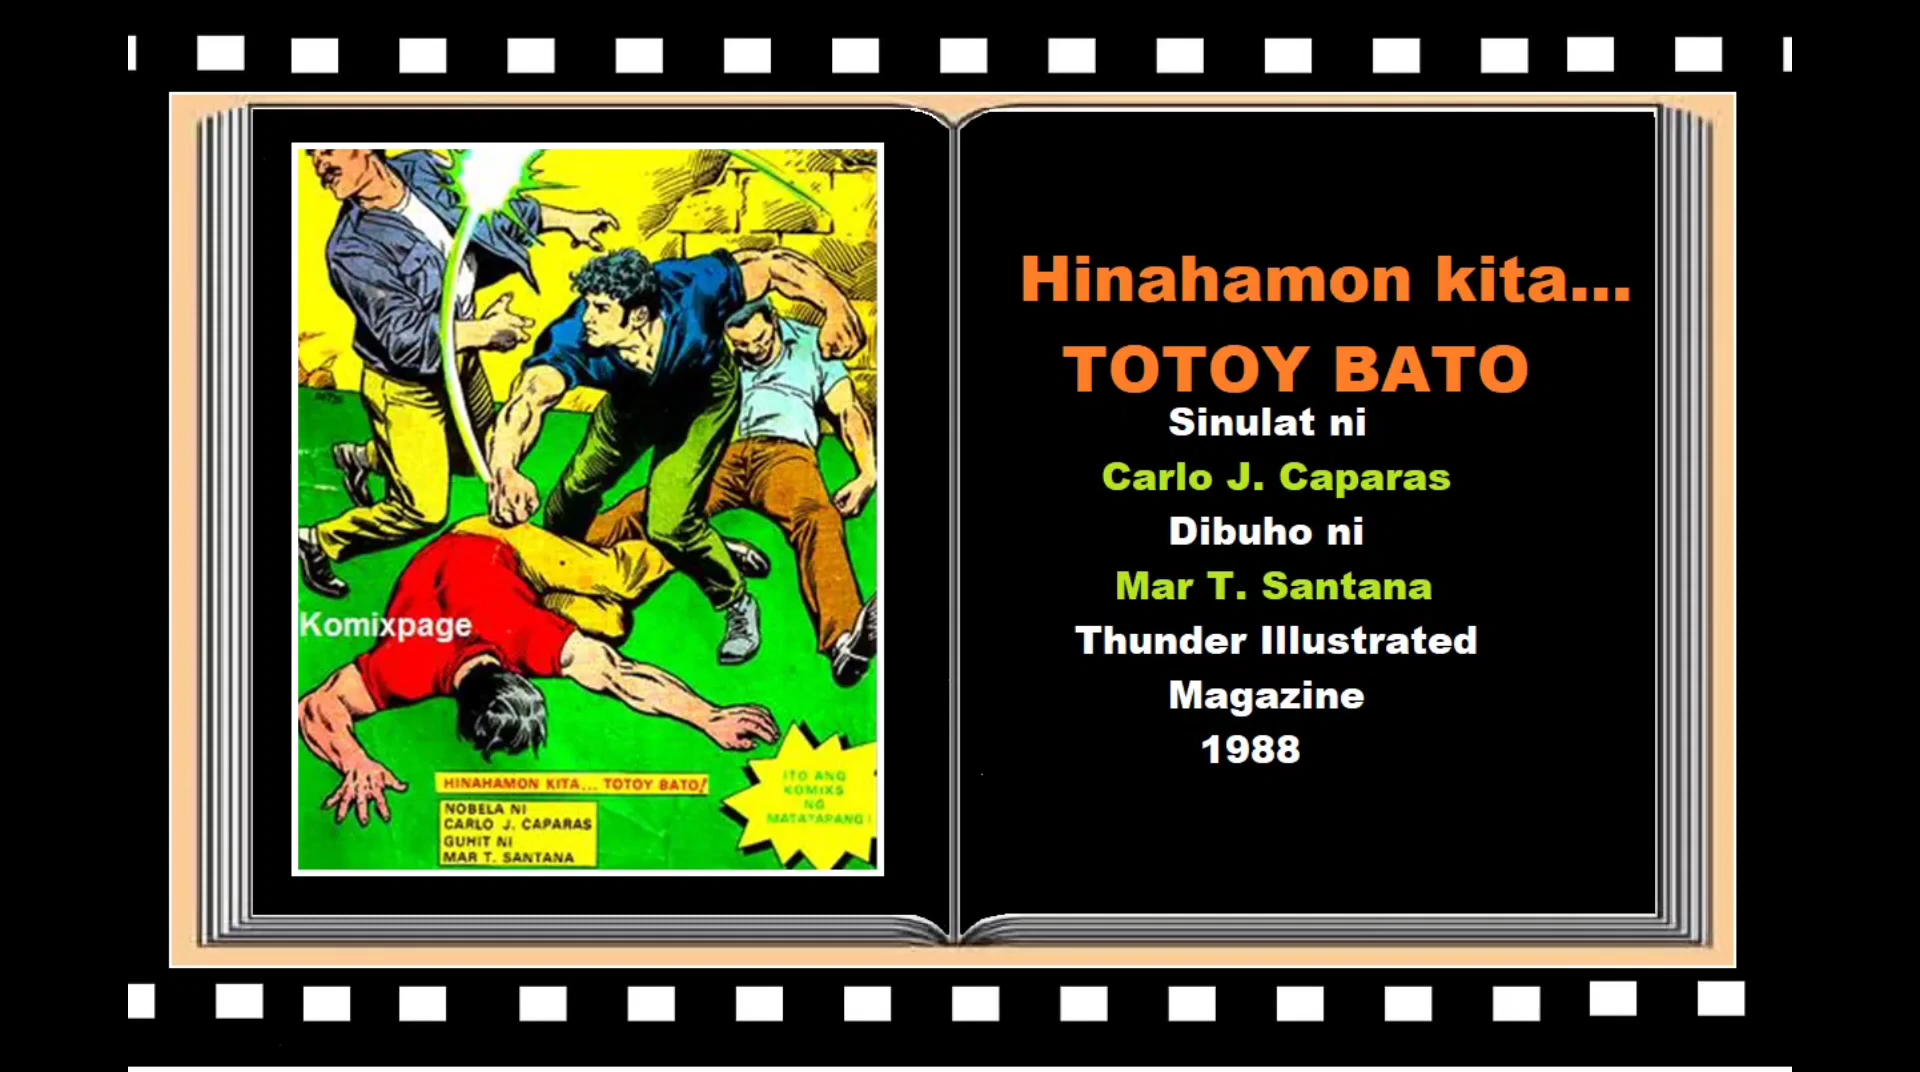 Komixpage
HINAHAMON KITA... TOTOY BATO!
NOBELA NI
CARLO J. CAPARAS
GUHIT NI
MAR T. SANTANA
ITO ANG
KOMIKS
NG
MATATAPANG!
Hinahamon kita...
TOTOY BATO
Sinulat ni
Carlo J. Caparas
Dibuho ni
Mar T. Santana
Thunder Illustrated
Magazine
1988